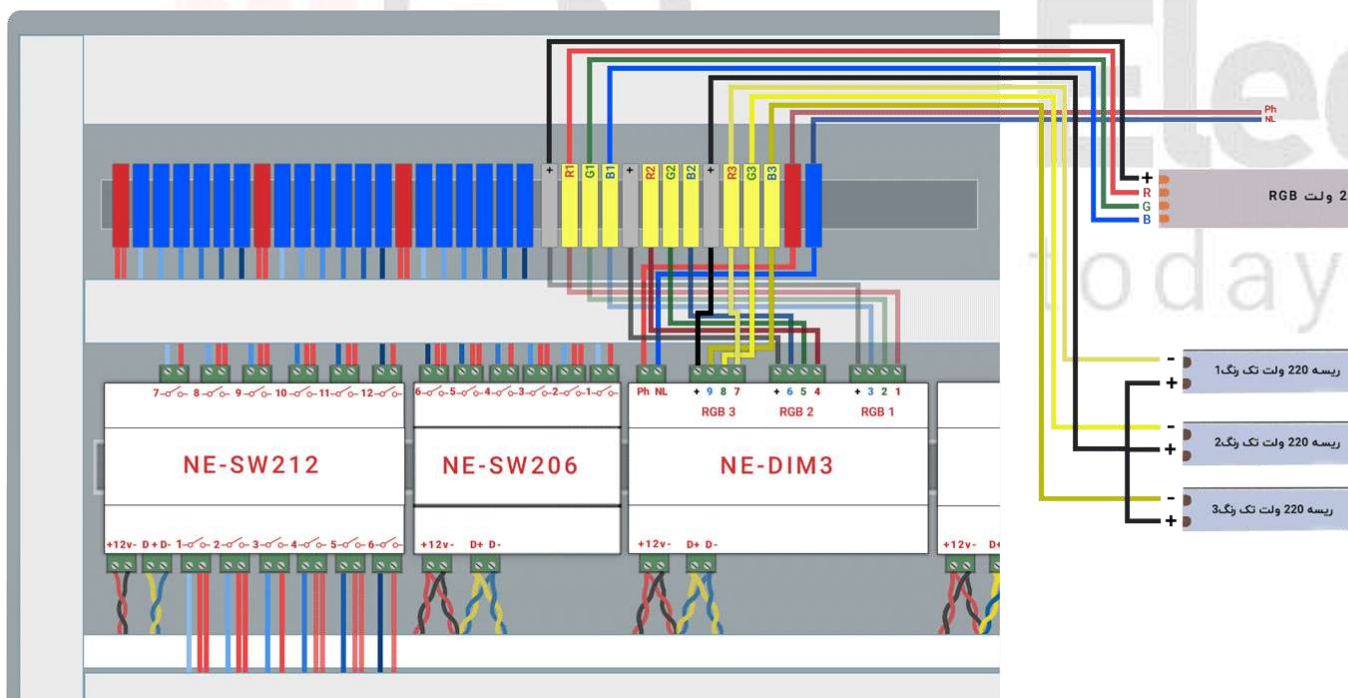 Elec
today
Ph
NL
+ R1 G1 B1 + R2 G2 B2 + R3 G3 B3
+
R
G
B
2 ولت RGB
-
+
ریسه 220 ولت تک رنگ1
-
+
ریسه 220 ولت تک رنگ2
-
+
ریسه 220 ولت تک رنگ3
7 8 9 10 11 12
6 5 4 3 2 1
Ph NL
+ 9 8 7
+ 6 5 4
+ 3 2 1
RGB 3
RGB 2
RGB 1
NE-SW212
NE-SW206
NE-DIM3
+12v- D+D- 1 2 3 4 5 6
+12v- D+ D-
+12v- D+ D-
+12v- D+